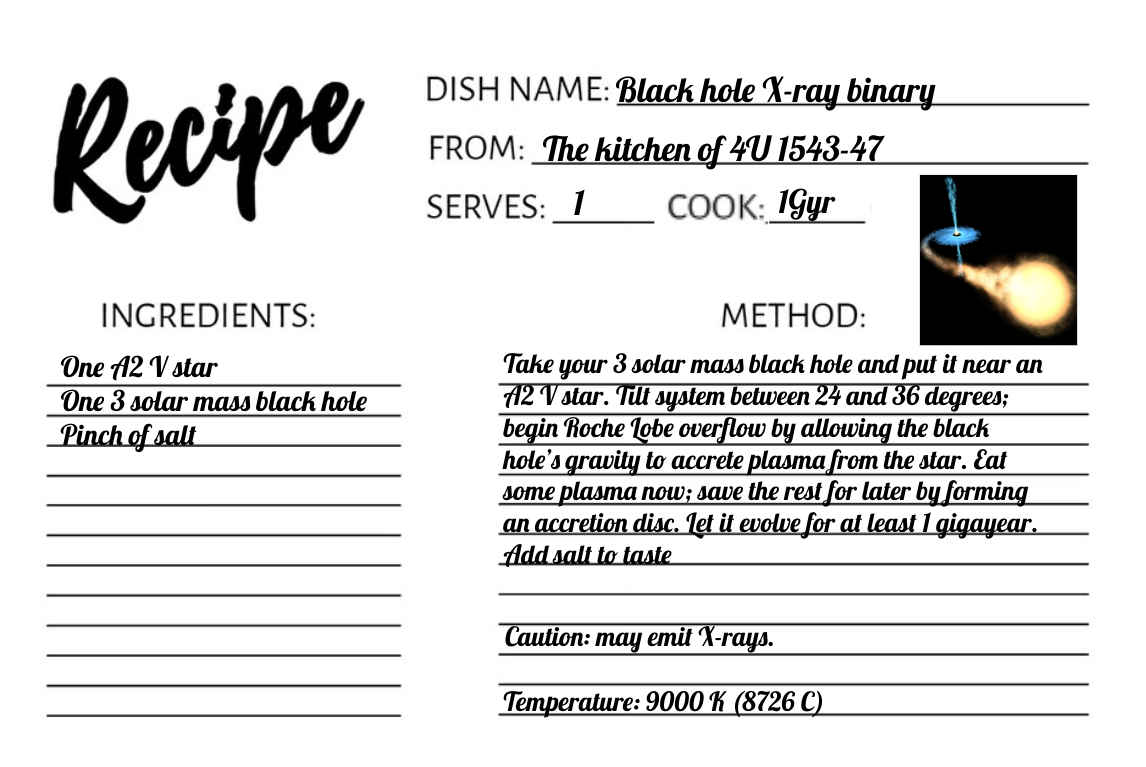 Recipe
DISH NAME: Black hole X-ray binary
FROM: The kitchen of 4U 1543-47
SERVES: 1 COOK: 1Gyr
INGREDIENTS:
One A2 V star
One 3 solar mass black hole
Pinch of salt
METHOD:
Take your 3 solar mass black hole and put it near an
A2 V star. Tilt system between 24 and 36 degrees;
begin Roche Lobe overflow by allowing the black
hole's gravity to accrete plasma from the star. Eat
some plasma now; save the rest for later by forming
an accretion disc. Let it evolve for at least 1 gigayear.
Add salt to taste
Caution: may emit X-rays.
Temperature: 9000 K (8726 C)